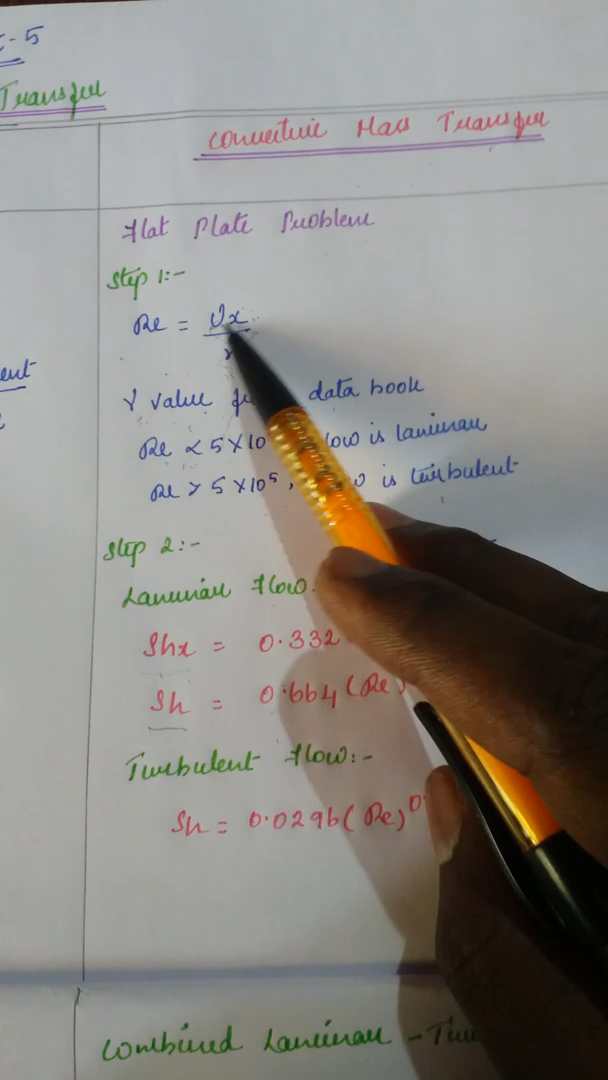 - 5
Transfer
Convective Mass Transfer
Flat Plate Problem
Step 1:-
Re = Ux
γ value data book
Re < 5×10 flow is laminar
Re > 5×10⁵, is turbulent
Step 2:-
Laminar Flow
Shx = 0.332
Sh = 0.664 (Re)
Turbulent Flow:-
Sh = 0.0296 (Re)
Combined Laminar -